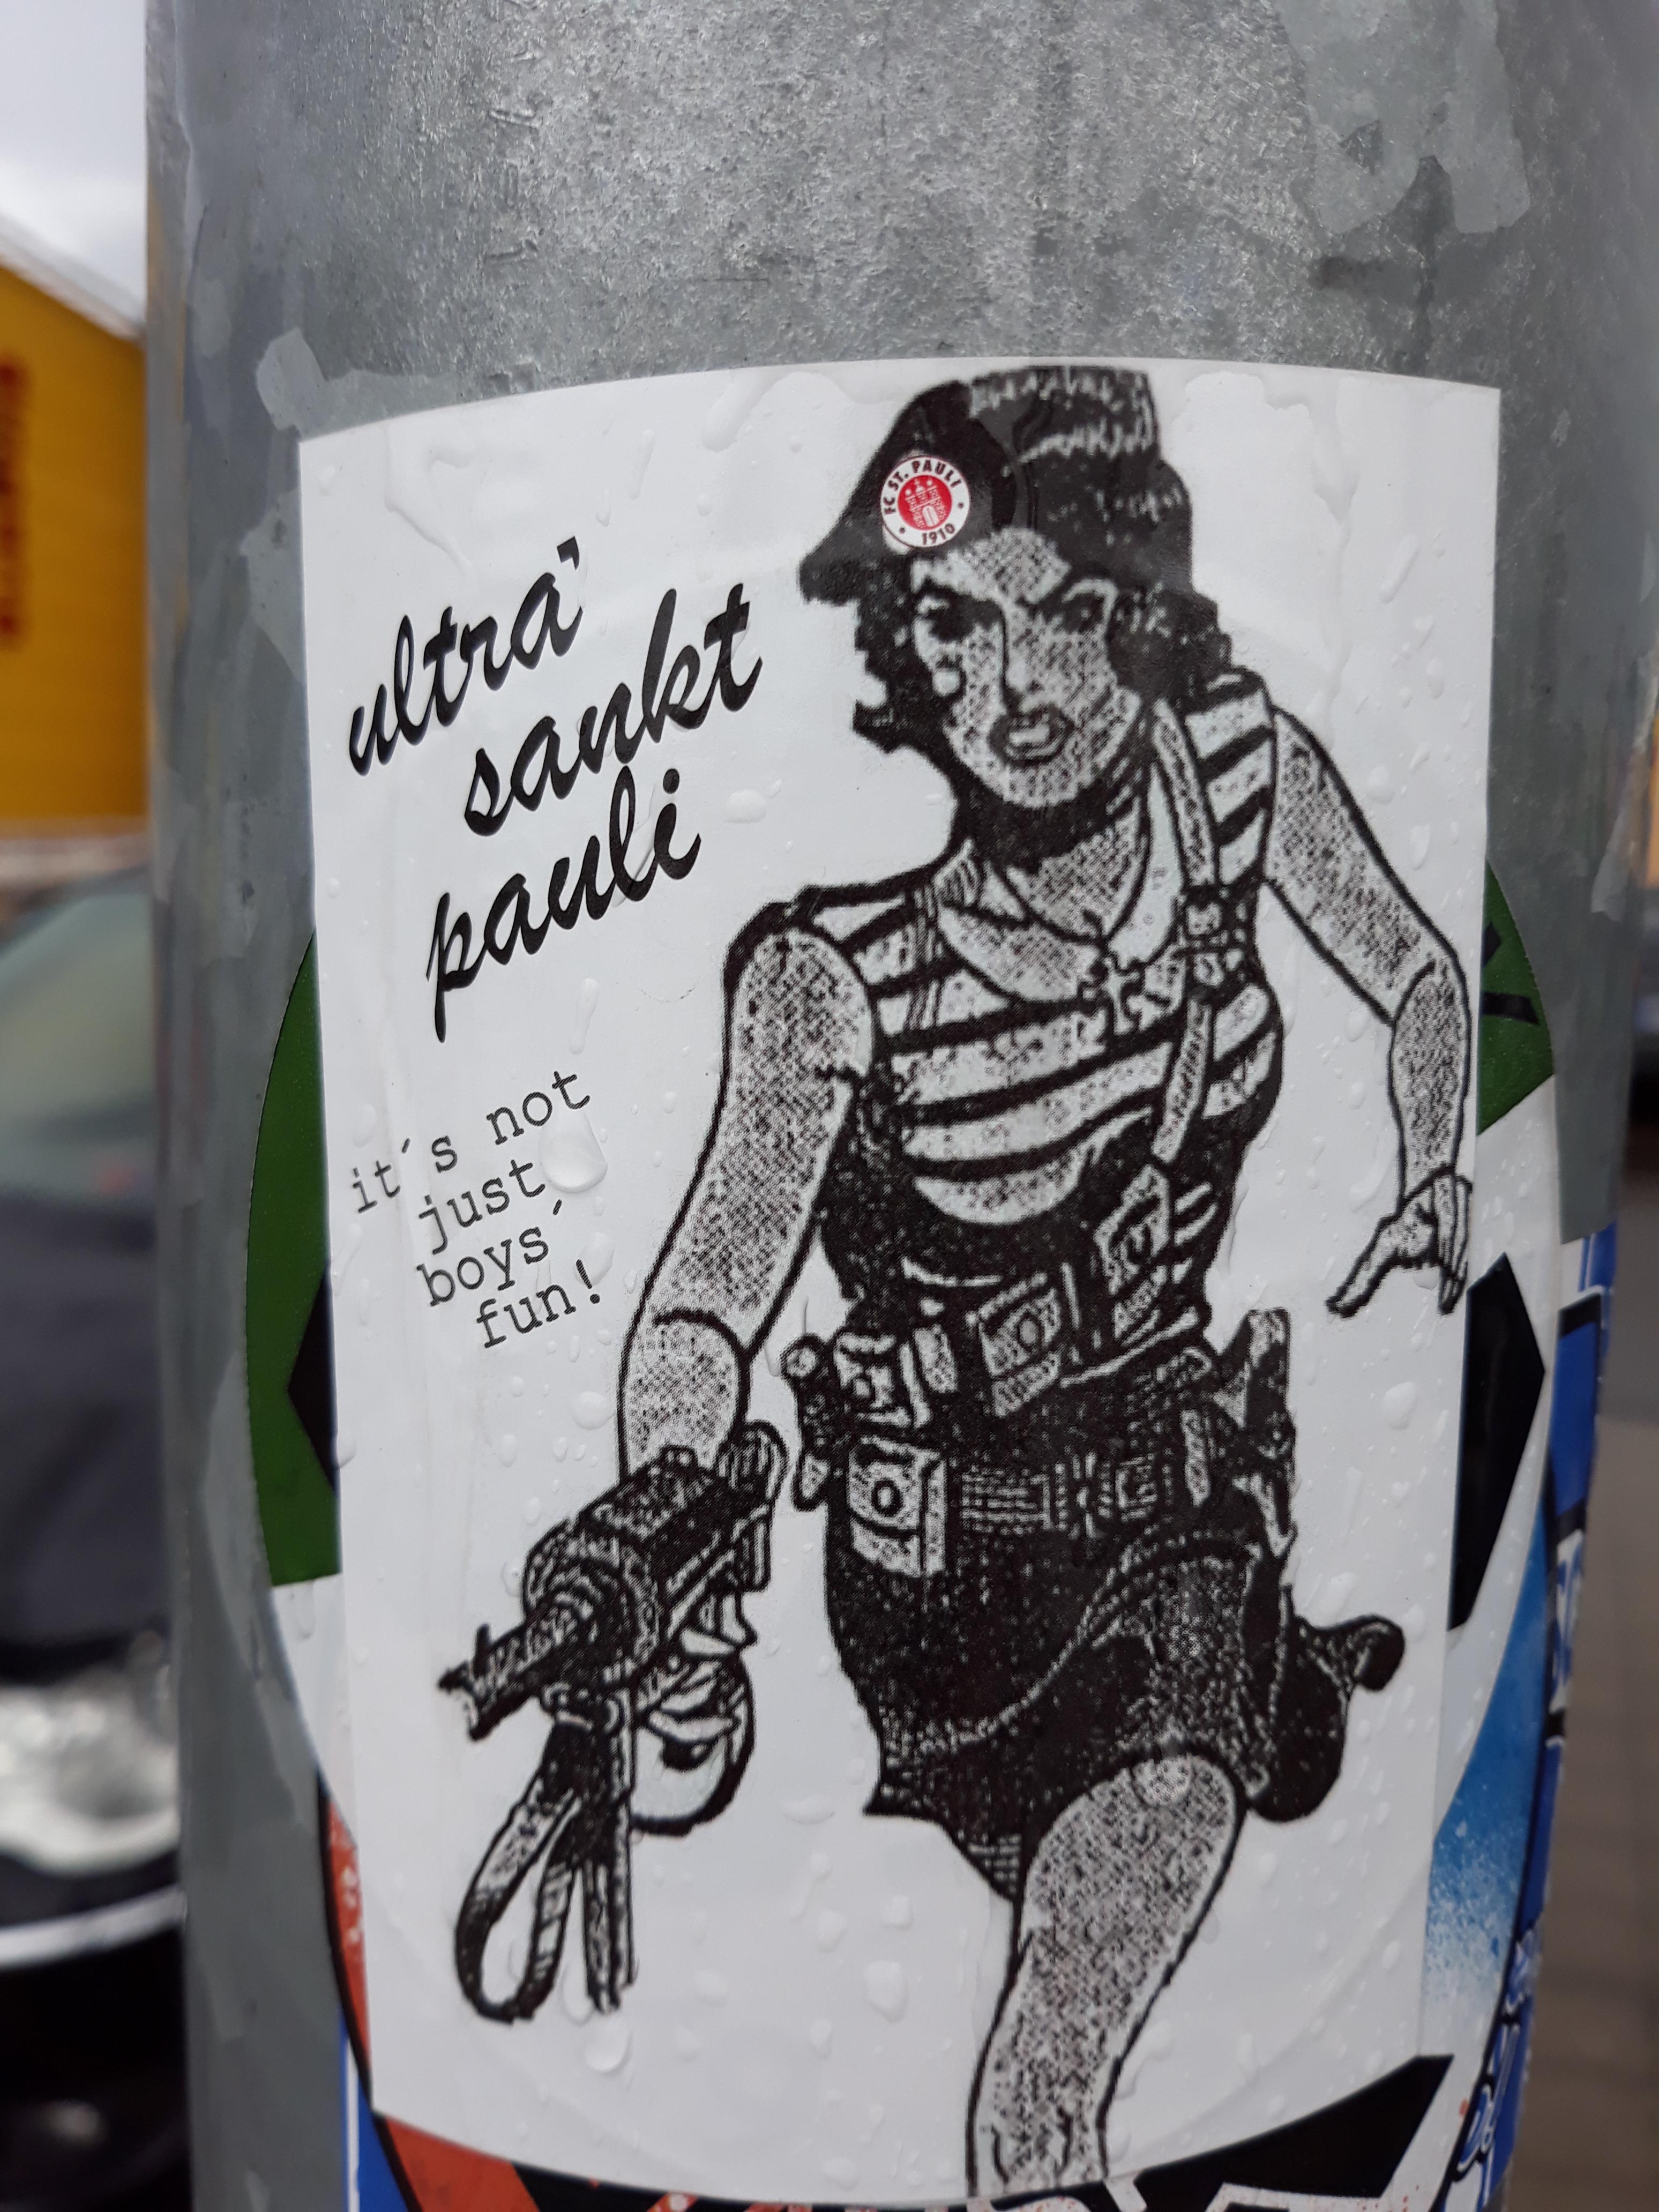 FC ST. PAULI
1910
ultra'
sankt
pauli
it´s not
just
boys´
fun!